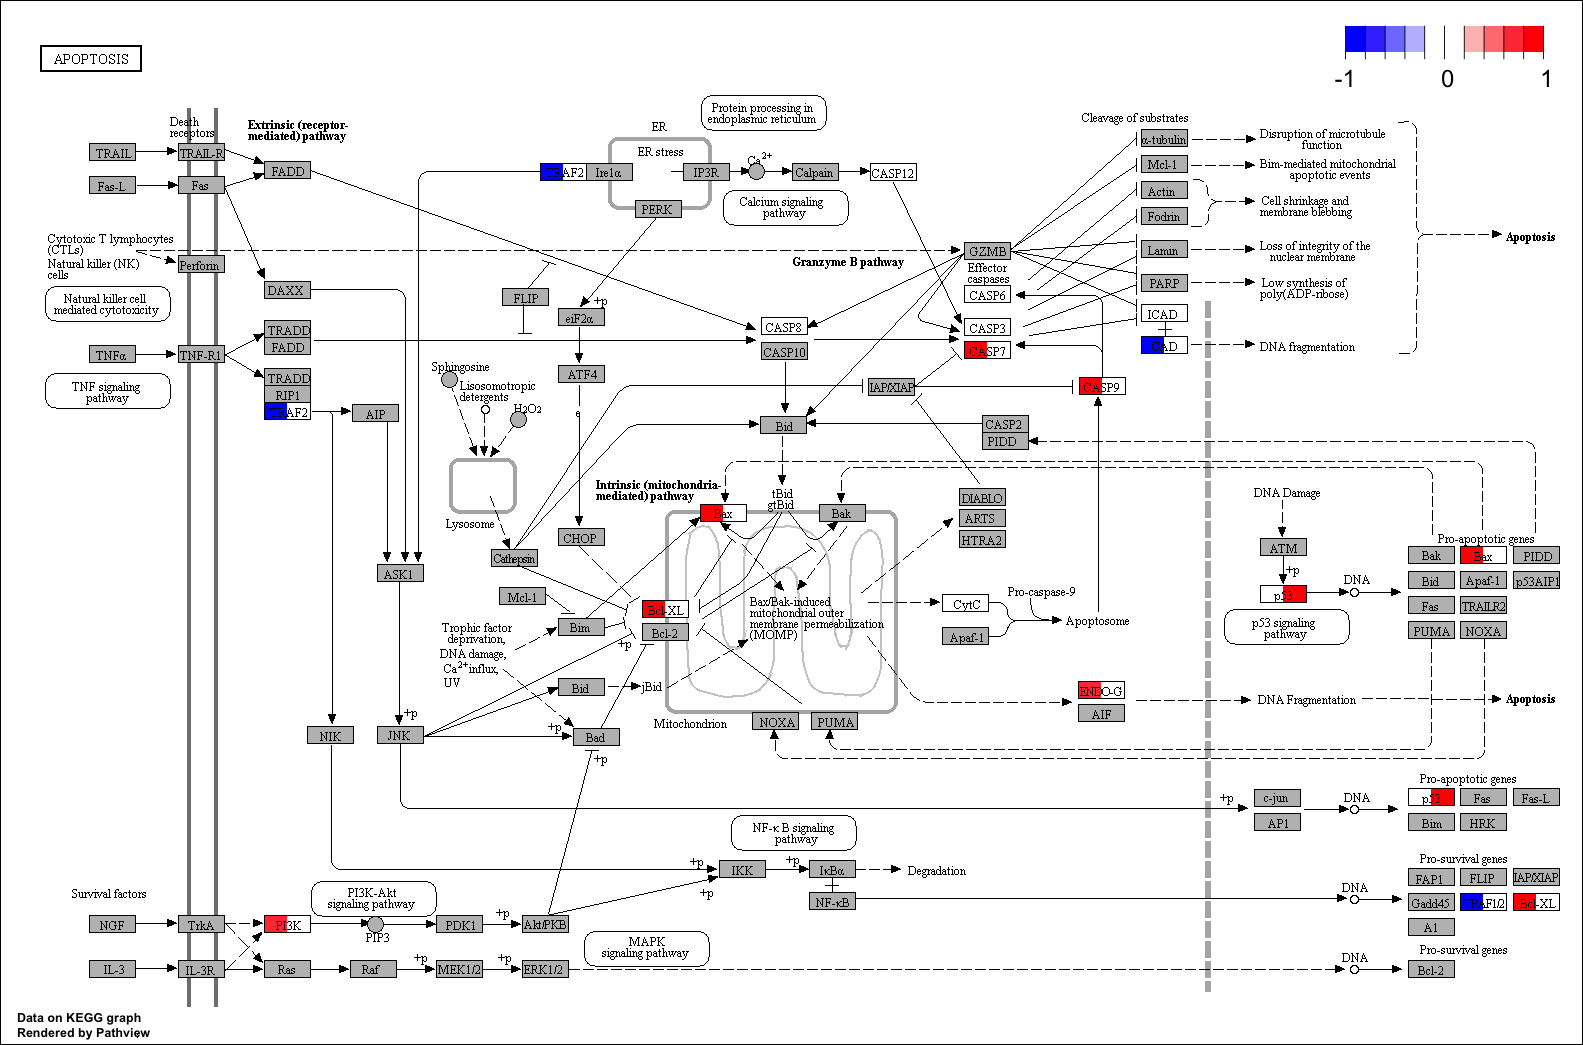 APOPTOSIS
-1
0
1
Death
receptors
Extrinsic (receptor-
mediated) pathway
Protein processing in
endoplasmic reticulum
ER
ER stress
Ca2+
Cleavage of substrates
TRAIL
TRAIL-R
FADD
Fas-L
Fas
TRAF2
Ire1α
IP3R
Calpain
CASP12
PERK
Calcium signaling
pathway
α-tubulin
Disruption of microtubule
function
Mcl-1
Bim-mediated mitochondrial
apoptotic events
Actin
Fodrin
Cell shrinkage and
membrane blebbing
Apoptosis
Cytotoxic T lymphocytes
(CTLs)
Natural killer (NK)
cells
Perforin
Natural killer cell
mediated cytotoxicity
DAXX
Granzyme B pathway
GZMB
Effector
caspases
CASP6
Lamin
Loss of integrity of the
nuclear membrane
PARP
Low synthesis of
poly(ADP-ribose)
FLIP
+p
eiF2α
CASP8
CASP10
CASP3
CASP7
ICAD
CAD
DNA fragmentation
TNFα
TNF-R1
TRADD
FADD
TNF signaling
pathway
TRADD
RIP1
TRAF2
AIP
Sphingosine
Lisosomotropic
detergents
H2O2
ATF4
e
IAP/XIAP
CASP9
Bid
CASP2
PIDD
Lysosome
Intrinsic (mitochondria-
mediated) pathway
tBid
gtBid
Bax
Bak
DIABLO
ARTS
HTRA2
DNA Damage
ATM
+p
p53
DNA
p53 signaling
pathway
Pro-apoptotic genes
Bak
Bax
PIDD
Bid
Apaf-1
p53AIP1
Fas
TRAILR2
PUMA
NOXA
CHOP
Cathepsin
ASK1
Mcl-1
Bim
Bcl-XL
Bcl-2
+p
Bax/Bak-induced
mitochondrial outer
membrane permeabilization
(MOMP)
CytC
Apaf-1
Pro-caspase-9
Apoptosome
Trophic factor
deprivation,
DNA damage,
Ca2+influx,
UV
Bid
jBid
Mitochondrion
NOXA
PUMA
ENDO-G
AIF
DNA Fragmentation
Apoptosis
NIK
+p
JNK
+p
Bad
+p
+p
c-jun
AP1
DNA
Pro-apoptotic genes
p53
Fas
Fas-L
Bim
HRK
NF-κ B signaling
pathway
+p
IKK
+p
IκBα
Degradation
+p
NF-κB
DNA
Pro-survival genes
FAP1
FLIP
IAP/XIAP
Gadd45
TRAF1/2
Bcl-XL
A1
Survival factors
PI3K-Akt
signaling pathway
NGF
TrkA
PI3K
PIP3
PDK1
+p
Akt/PKB
MAPK
signaling pathway
IL-3
IL-3R
Ras
Raf
+p
MEK1/2
+p
ERK1/2
DNA
Pro-survival genes
Bcl-2
Data on KEGG graph
Rendered by Pathview